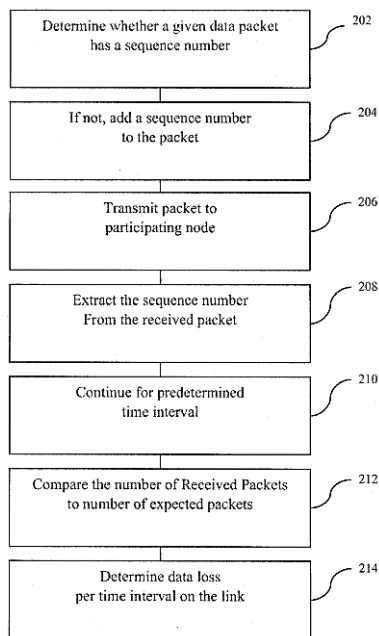 Determine whether a given data packet
has a sequence number
202
If not, add a sequence number
to the packet
204
Transmit packet to
participating node
206
Extract the sequence number
From the received packet
208
Continue for predetermined
time interval
210
Compare the number of Received Packets
to number of expected packets
212
Determine data loss
per time interval on the link
214